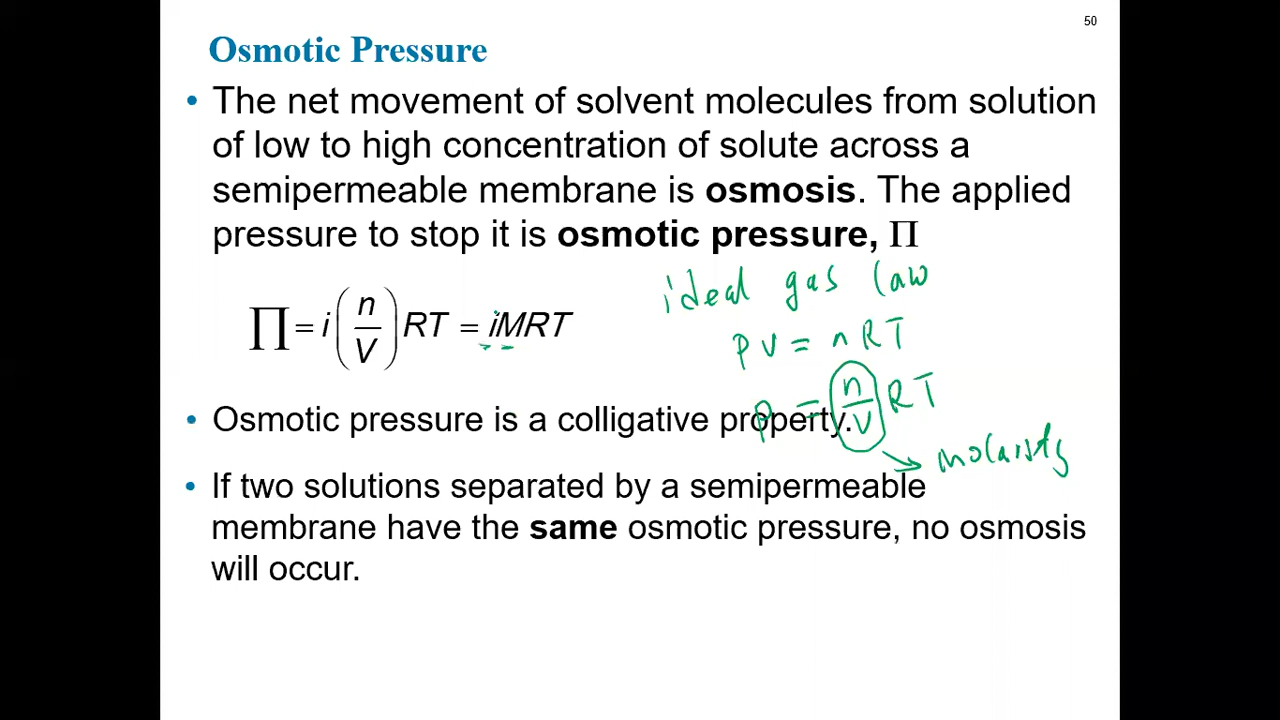 50
Osmotic Pressure
• The net movement of solvent molecules from solution
of low to high concentration of solute across a
semipermeable membrane is osmosis. The applied
pressure to stop it is osmotic pressure, Π
ideal gas law
∏ = i(n/V)RT = iMRT
PV = nRT
P = n/V RT
• Osmotic pressure is a colligative property.
→ molarity
• If two solutions separated by a semipermeable
membrane have the same osmotic pressure, no osmosis
will occur.